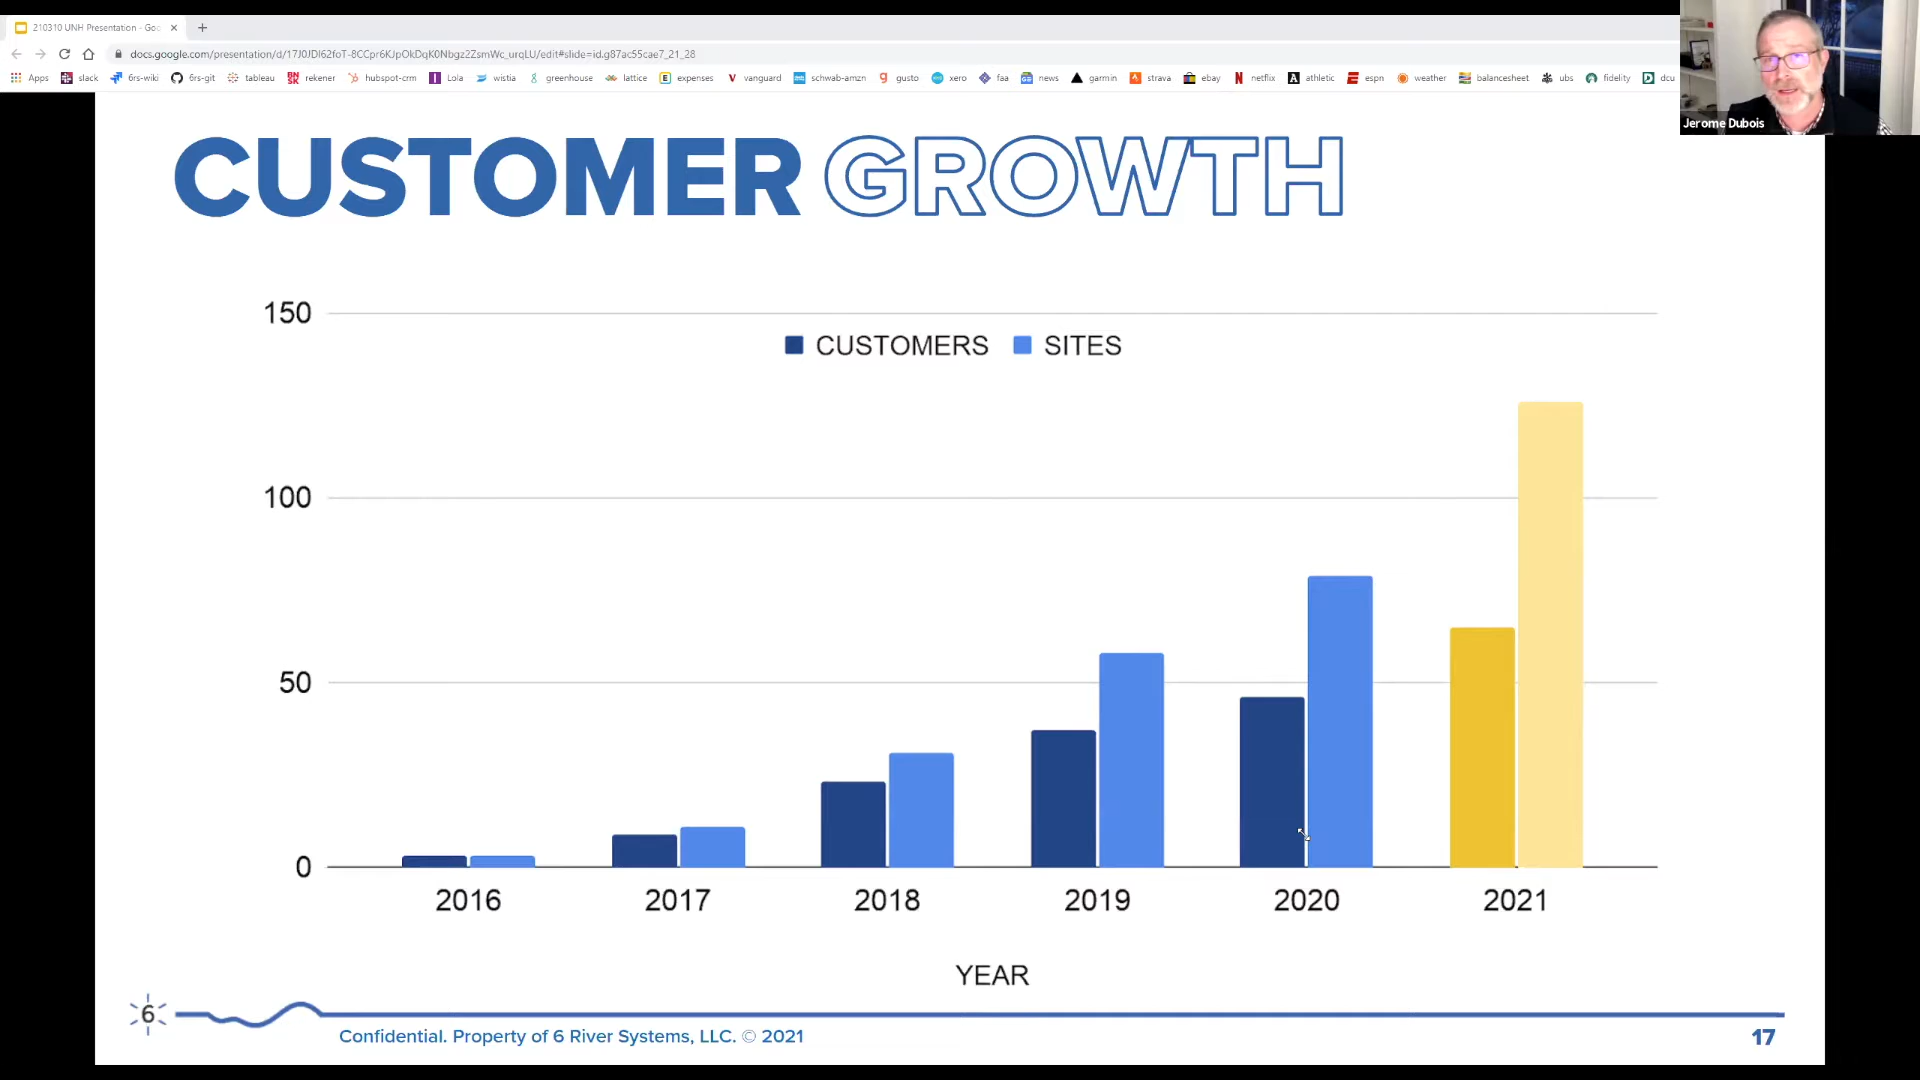 210310 UNH Presentation - Goo
docs.google.com/presentation/d/17J0JDI62foT-8CCpr6KJpOkDqK0Nbgz2ZsmWc_urqLU/edit#slide=id.g87ac55cae7_21_28
Apps slack 6rs-wiki 6rs-git tableau rekener hubspot-crm Lola wistia greenhouse lattice expenses vanguard schwab-amzn gusto xero faa news garmin strava ebay netflix athletic espn weather balancesheet ubs fidelity dcu
Jerome Dubois
CUSTOMER GROWTH
150
CUSTOMERS SITES
100
50
0
2016 2017 2018 2019 2020 2021
YEAR
6
Confidential. Property of 6 River Systems, LLC. © 2021
17